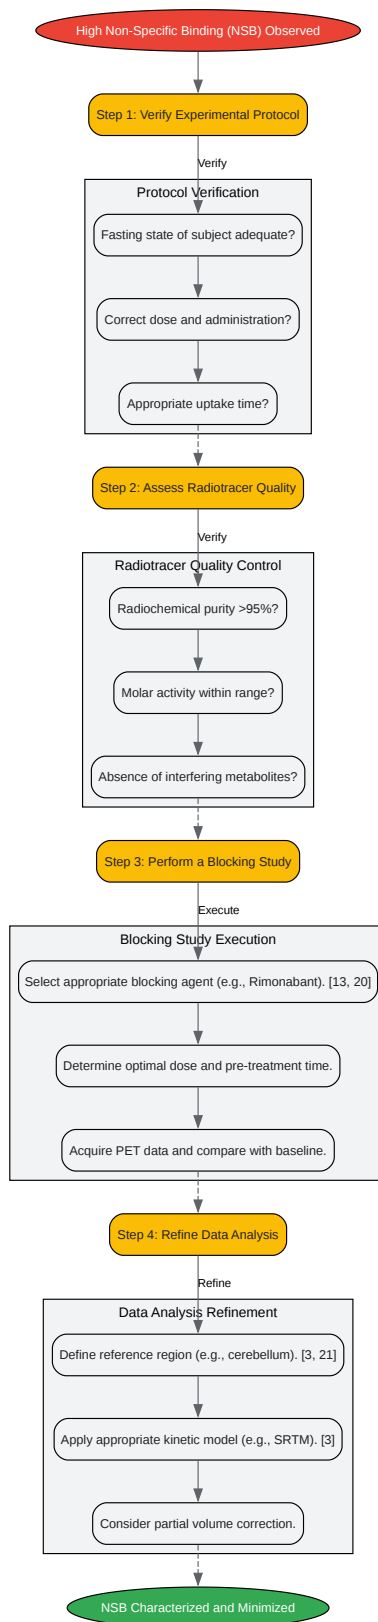 High Non-Specific Binding (NSB) Observed
Step 1: Verify Experimental Protocol
Verify
Protocol Verification
Fasting state of subject adequate?
Correct dose and administration?
Appropriate uptake time?
Step 2: Assess Radiotracer Quality
Verify
Radiotracer Quality Control
Radiochemical purity >95%?
Molar activity within range?
Absence of interfering metabolites?
Step 3: Perform a Blocking Study
Execute
Blocking Study Execution
Select appropriate blocking agent (e.g., Rimonabant). [13, 20]
Determine optimal dose and pre-treatment time.
Acquire PET data and compare with baseline.
Step 4: Refine Data Analysis
Refine
Data Analysis Refinement
Define reference region (e.g., cerebellum). [3, 21]
Apply appropriate kinetic model (e.g., SRTM). [3]
Consider partial volume correction.
NSB Characterized and Minimized